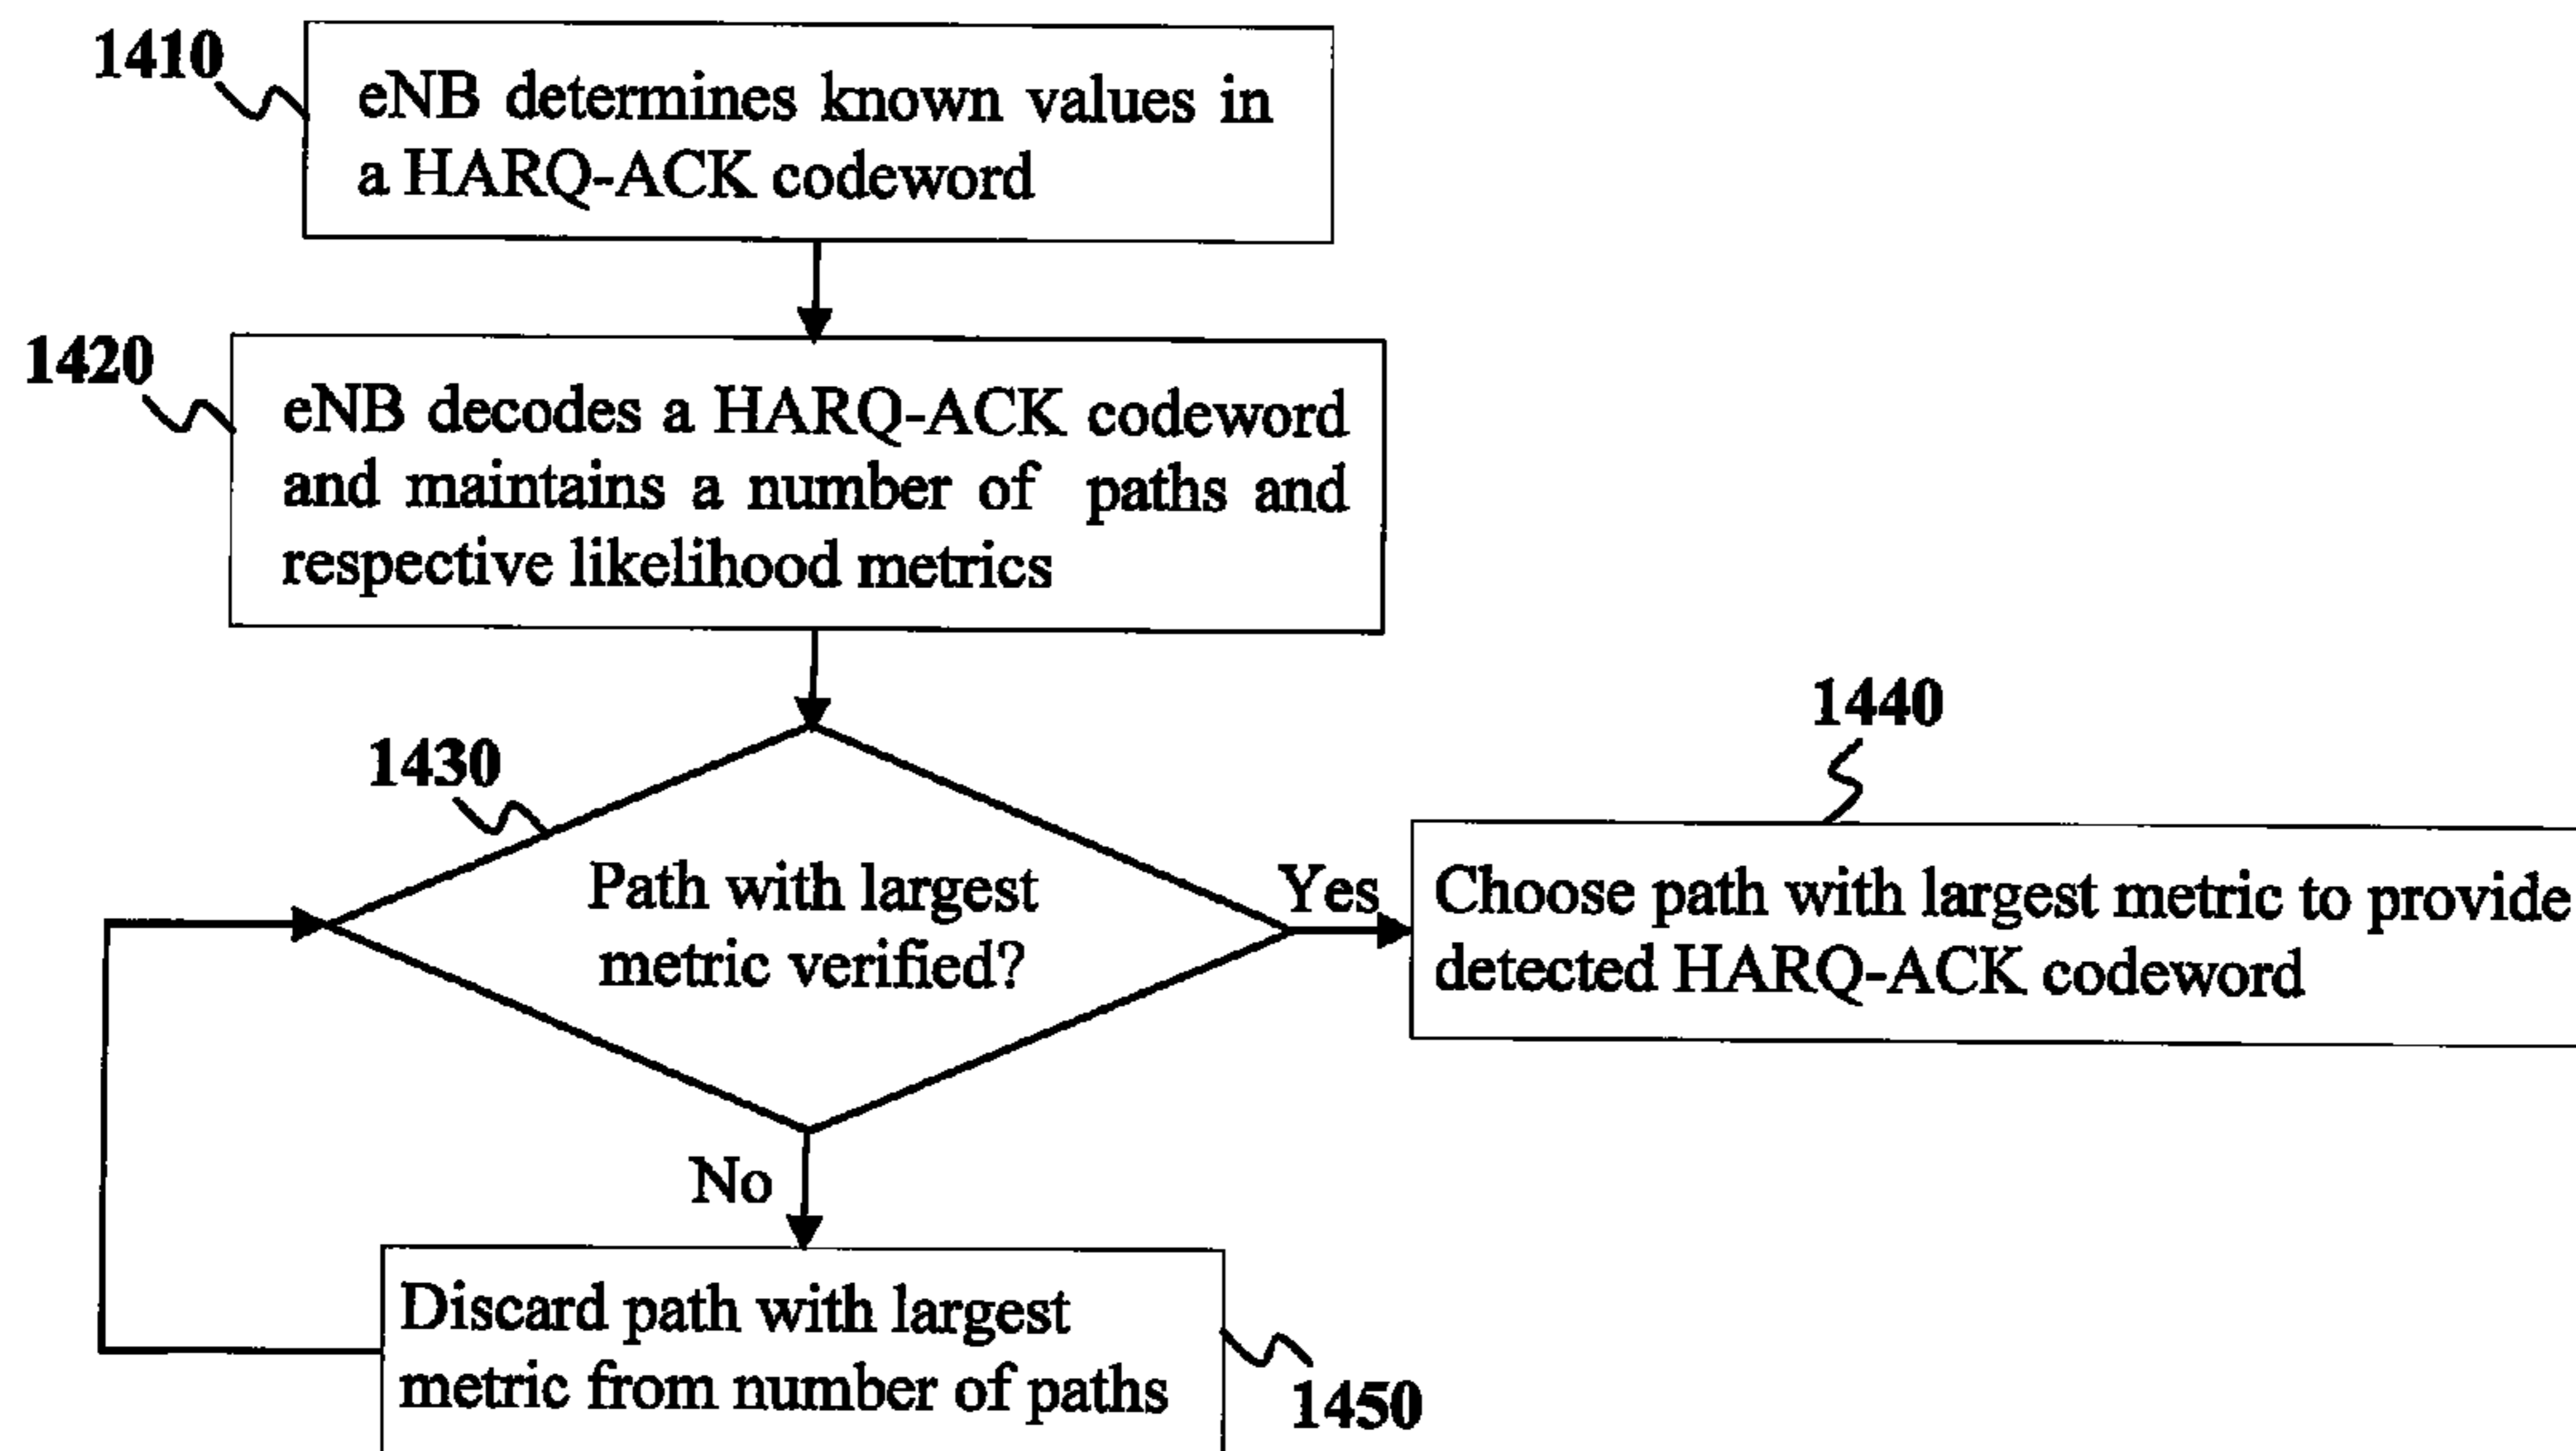 1410
eNB determines known values in
a HARQ-ACK codeword
1420
eNB decodes a HARQ-ACK codeword
and maintains a number of paths and
respective likelihood metrics
1430
Path with largest
metric verified?
Yes
1440
Choose path with largest metric to provide
detected HARQ-ACK codeword
No
Discard path with largest
metric from number of paths
1450